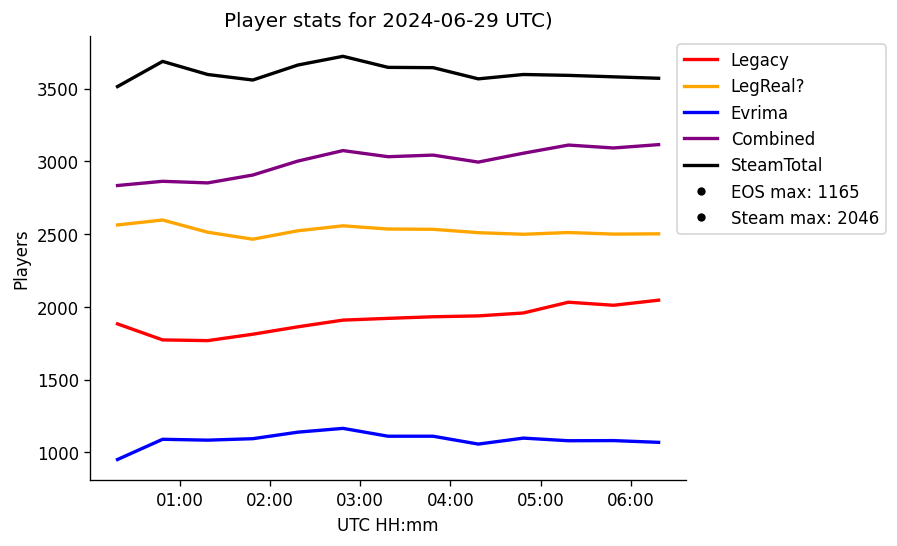 Player stats for 2024-06-29 UTC)
Legacy
LegReal?
Evrima
Combined
SteamTotal
EOS max: 1165
Steam max: 2046
3500
3000
2500
2000
1500
1000
Players
01:00 02:00 03:00 04:00 05:00 06:00
UTC HH:mm